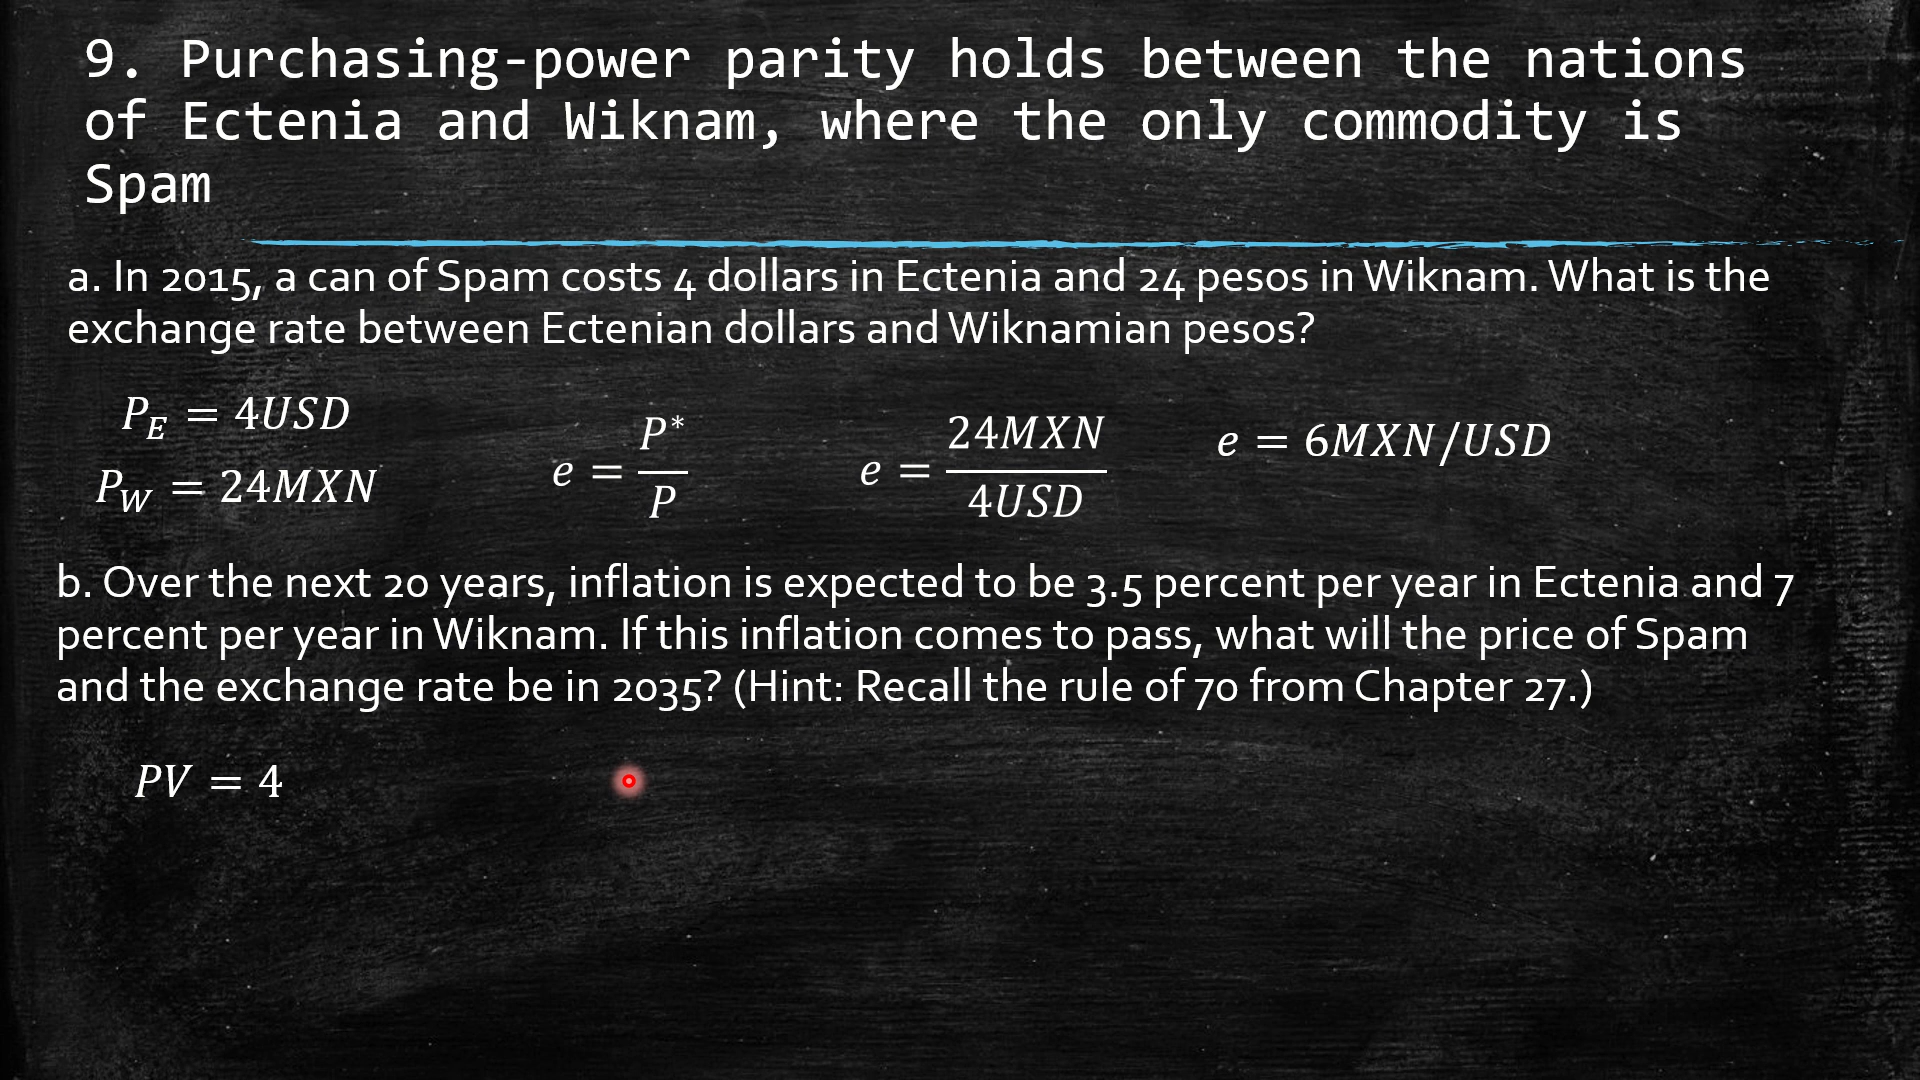 9. Purchasing-power parity holds between the nations
of Ectenia and Wiknam, where the only commodity is
Spam
a. In 2015, a can of Spam costs 4 dollars in Ectenia and 24 pesos in Wiknam. What is the
exchange rate between Ectenian dollars and Wiknamian pesos?
P_E = 4USD
P_W = 24MXN
e = P*/P
e = 24MXN/4USD
e = 6MXN/USD
b. Over the next 20 years, inflation is expected to be 3.5 percent per year in Ectenia and 7
percent per year in Wiknam. If this inflation comes to pass, what will the price of Spam
and the exchange rate be in 2035? (Hint: Recall the rule of 70 from Chapter 27.)
PV = 4